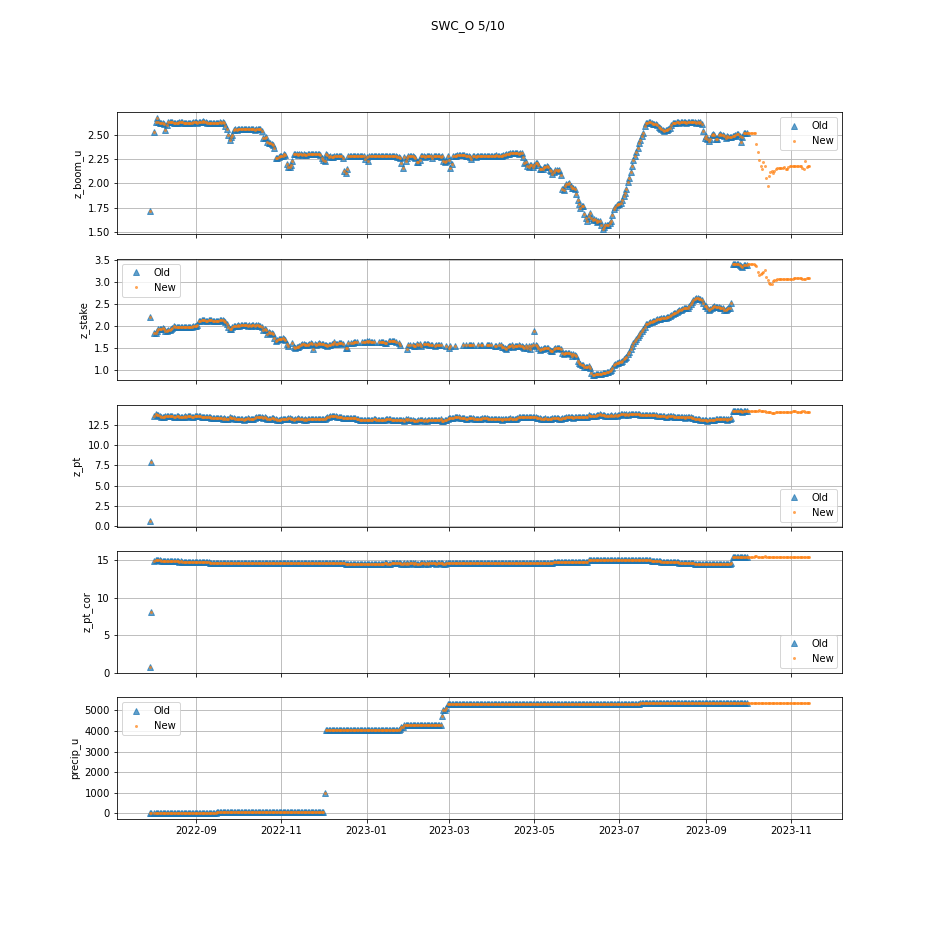 SWC_O 5/10
z_boom_u
2.50
2.25
2.00
1.75
1.50
Old
New
z_stake
3.5
3.0
2.5
2.0
1.5
1.0
Old
New
z_pt
12.5
10.0
7.5
5.0
2.5
0.0
Old
New
z_pt_cor
15
10
5
0
Old
New
precip_u
5000
4000
3000
2000
1000
0
Old
New
2022-09 2022-11 2023-01 2023-03 2023-05 2023-07 2023-09 2023-11